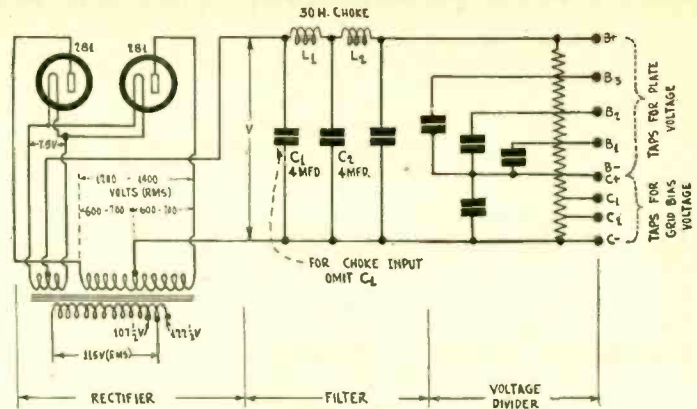 30 H. CHOKE
281
281
L1
L2
B+
B3
B2
B1
B-
C+
C1
C2
C-
TAPS FOR PLATE
VOLTAGE
TAPS FOR
GRID BIAS
VOLTAGE
7.5V
V
C1
4MFD
C2
4MFD.
1200 - 1400
VOLTS (RMS)
600-700
600-700
FOR CHOKE INPUT
OMIT C1
107½V
122½V
115V (RMS)
RECTIFIER
FILTER
VOLTAGE
DIVIDER